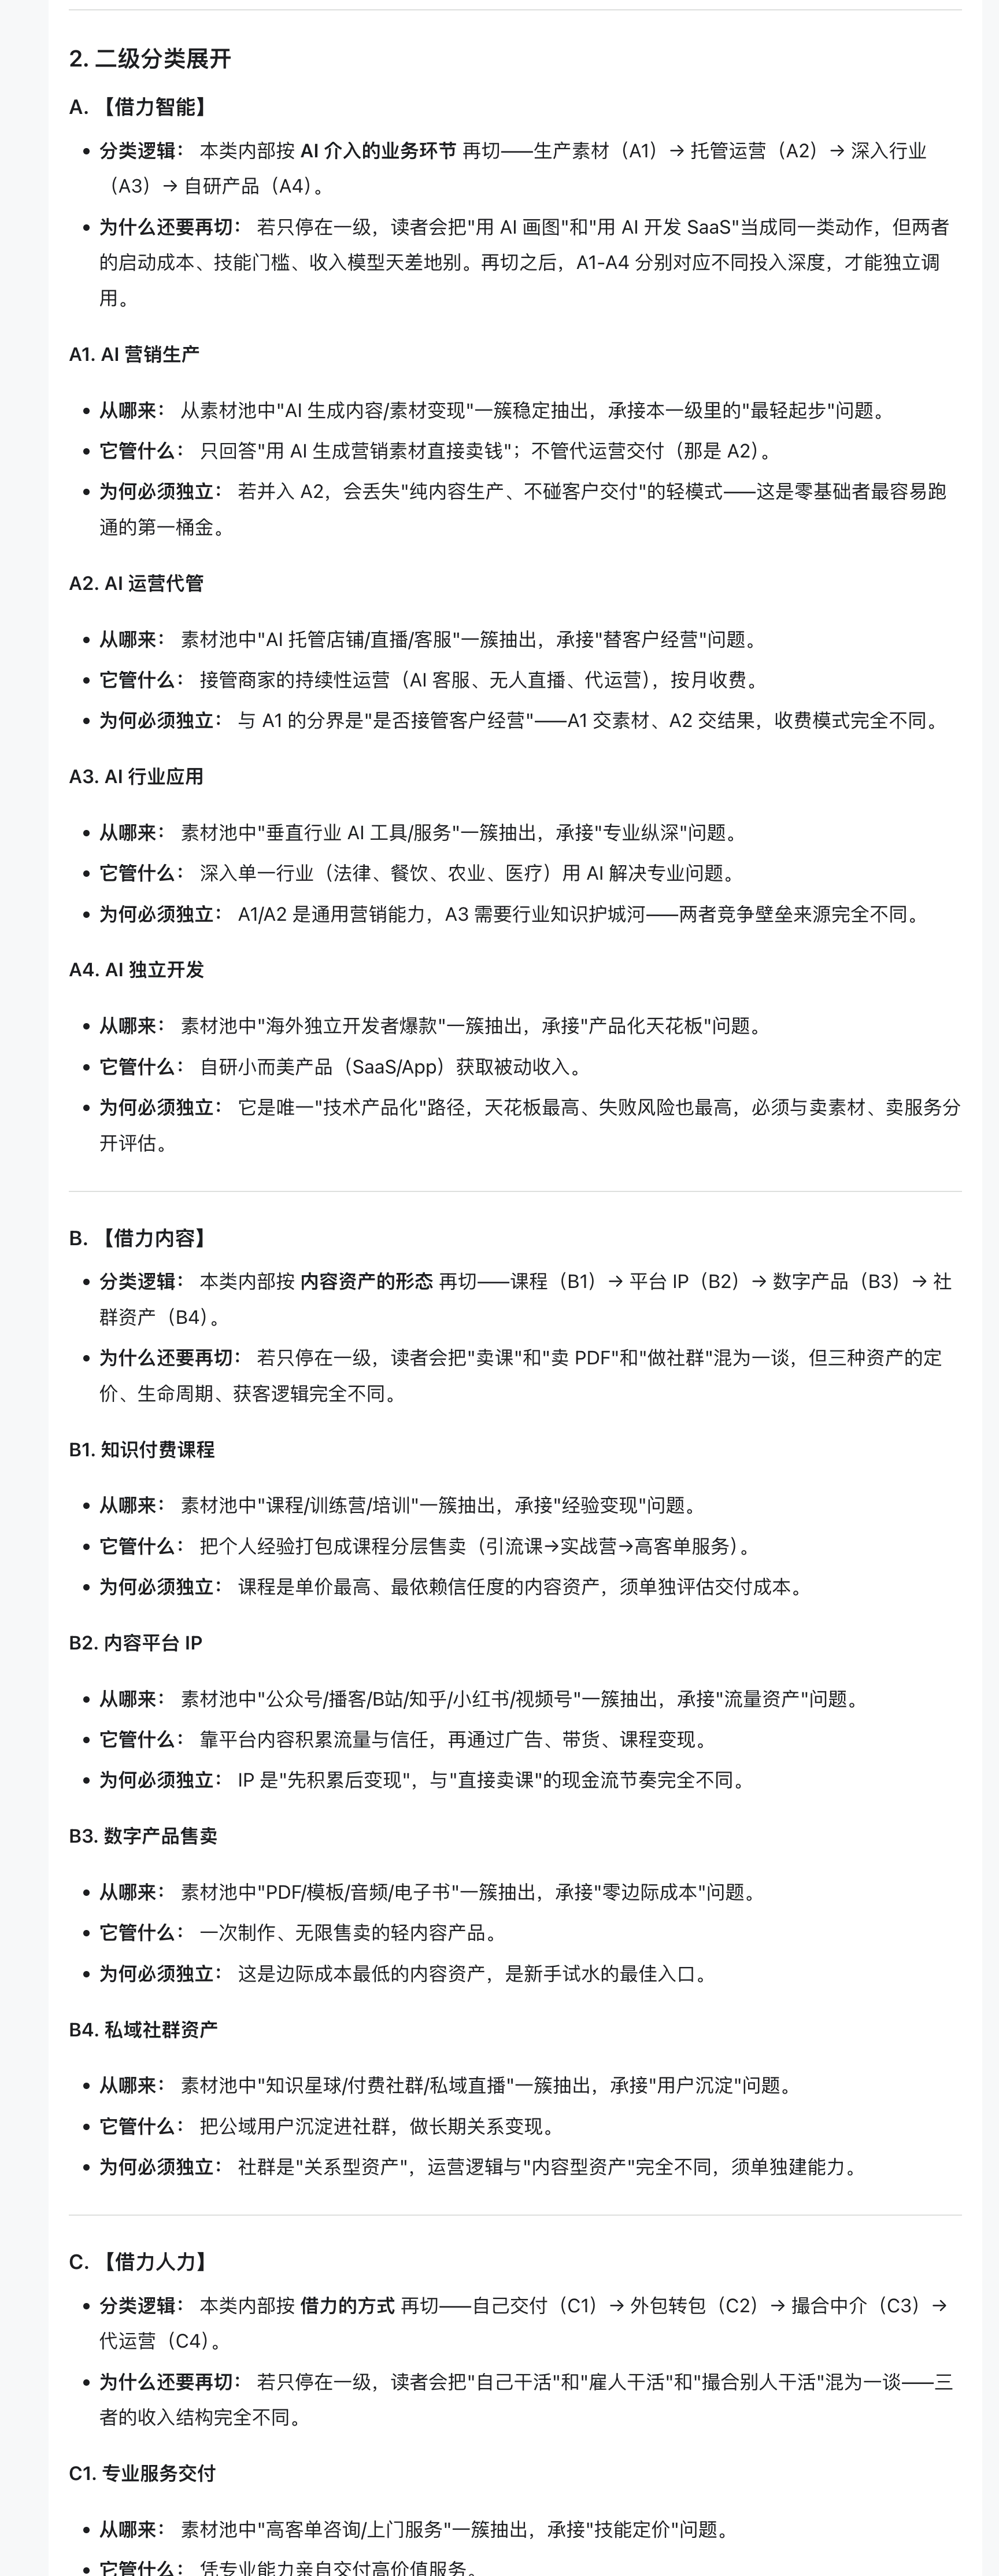 2. 二级分类展开
A. 【借力智能】
• 分类逻辑： 本类内部按 AI 介入的业务环节 再切——生产素材（A1）→ 托管运营（A2）→ 深入行业
（A3）→ 自研产品（A4）。
• 为什么还要再切： 若只停在一级，读者会把"用 AI 画图"和"用 AI 开发 SaaS"当成同一类动作，但两者
的启动成本、技能门槛、收入模型天差地别。再切之后，A1-A4 分别对应不同投入深度，才能独立调
用。
A1. AI 营销生产
• 从哪来： 从素材池中"AI 生成内容/素材变现"一簇稳定抽出，承接本一级里的"最轻起步"问题。
• 它管什么： 只回答"用 AI 生成营销素材直接卖钱"；不管代运营交付（那是 A2）。
• 为何必须独立： 若并入 A2，会丢失"纯内容生产、不碰客户交付"的轻模式——这是零基础者最容易跑
通的第一桶金。
A2. AI 运营代管
• 从哪来： 素材池中"AI 托管店铺/直播/客服"一簇抽出，承接"替客户经营"问题。
• 它管什么： 接管商家的持续性运营（AI 客服、无人直播、代运营），按月收费。
• 为何必须独立： 与 A1 的分界是"是否接管客户经营"——A1 交素材、A2 交结果，收费模式完全不同。
A3. AI 行业应用
• 从哪来： 素材池中"垂直行业 AI 工具/服务"一簇抽出，承接"专业纵深"问题。
• 它管什么： 深入单一行业（法律、餐饮、农业、医疗）用 AI 解决专业问题。
• 为何必须独立： A1/A2 是通用营销能力，A3 需要行业知识护城河——两者竞争壁垒来源完全不同。
A4. AI 独立开发
• 从哪来： 素材池中"海外独立开发者爆款"一簇抽出，承接"产品化天花板"问题。
• 它管什么： 自研小而美产品（SaaS/App）获取被动收入。
• 为何必须独立： 它是唯一"技术产品化"路径，天花板最高、失败风险也最高，必须与卖素材、卖服务分
开评估。
B. 【借力内容】
• 分类逻辑： 本类内部按 内容资产的形态 再切——课程（B1）→ 平台 IP（B2）→ 数字产品（B3）→ 社
群资产（B4）。
• 为什么还要再切： 若只停在一级，读者会把"卖课"和"卖 PDF"和"做社群"混为一谈，但三种资产的定
价、生命周期、获客逻辑完全不同。
B1. 知识付费课程
• 从哪来： 素材池中"课程/训练营/培训"一簇抽出，承接"经验变现"问题。
• 它管什么： 把个人经验打包成课程分层售卖（引流课→实战营→高客单服务）。
• 为何必须独立： 课程是单价最高、最依赖信任度的内容资产，须单独评估交付成本。
B2. 内容平台 IP
• 从哪来： 素材池中"公众号/播客/B站/知乎/小红书/视频号"一簇抽出，承接"流量资产"问题。
• 它管什么： 靠平台内容积累流量与信任，再通过广告、带货、课程变现。
• 为何必须独立： IP 是"先积累后变现"，与"直接卖课"的现金流节奏完全不同。
B3. 数字产品售卖
• 从哪来： 素材池中"PDF/模板/音频/电子书"一簇抽出，承接"零边际成本"问题。
• 它管什么： 一次制作、无限售卖的轻内容产品。
• 为何必须独立： 这是边际成本最低的内容资产，是新手试水的最佳入口。
B4. 私域社群资产
• 从哪来： 素材池中"知识星球/付费社群/私域直播"一簇抽出，承接"用户沉淀"问题。
• 它管什么： 把公域用户沉淀进社群，做长期关系变现。
• 为何必须独立： 社群是"关系型资产"，运营逻辑与"内容型资产"完全不同，须单独建能力。
C. 【借力人力】
• 分类逻辑： 本类内部按 借力的方式 再切——自己交付（C1）→ 外包转包（C2）→ 撮合中介（C3）→
代运营（C4）。
• 为什么还要再切： 若只停在一级，读者会把"自己干活"和"雇人干活"和"撮合别人干活"混为一谈——三
者的收入结构完全不同。
C1. 专业服务交付
• 从哪来： 素材池中"高客单咨询/上门服务"一簇抽出，承接"技能定价"问题。
• 它管什么： 凭专业能力亲自交付高价值服务。